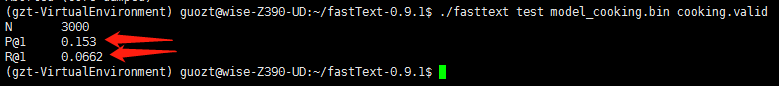 (gzt-VirtualEnvironment) guozt@wise-Z390-UD:~/fastText-0.9.1$ ./fasttext test model_cooking.bin cooking.valid
N 3000
P@1 0.153
R@1 0.0662
(gzt-VirtualEnvironment) guozt@wise-Z390-UD:~/fastText-0.9.1$